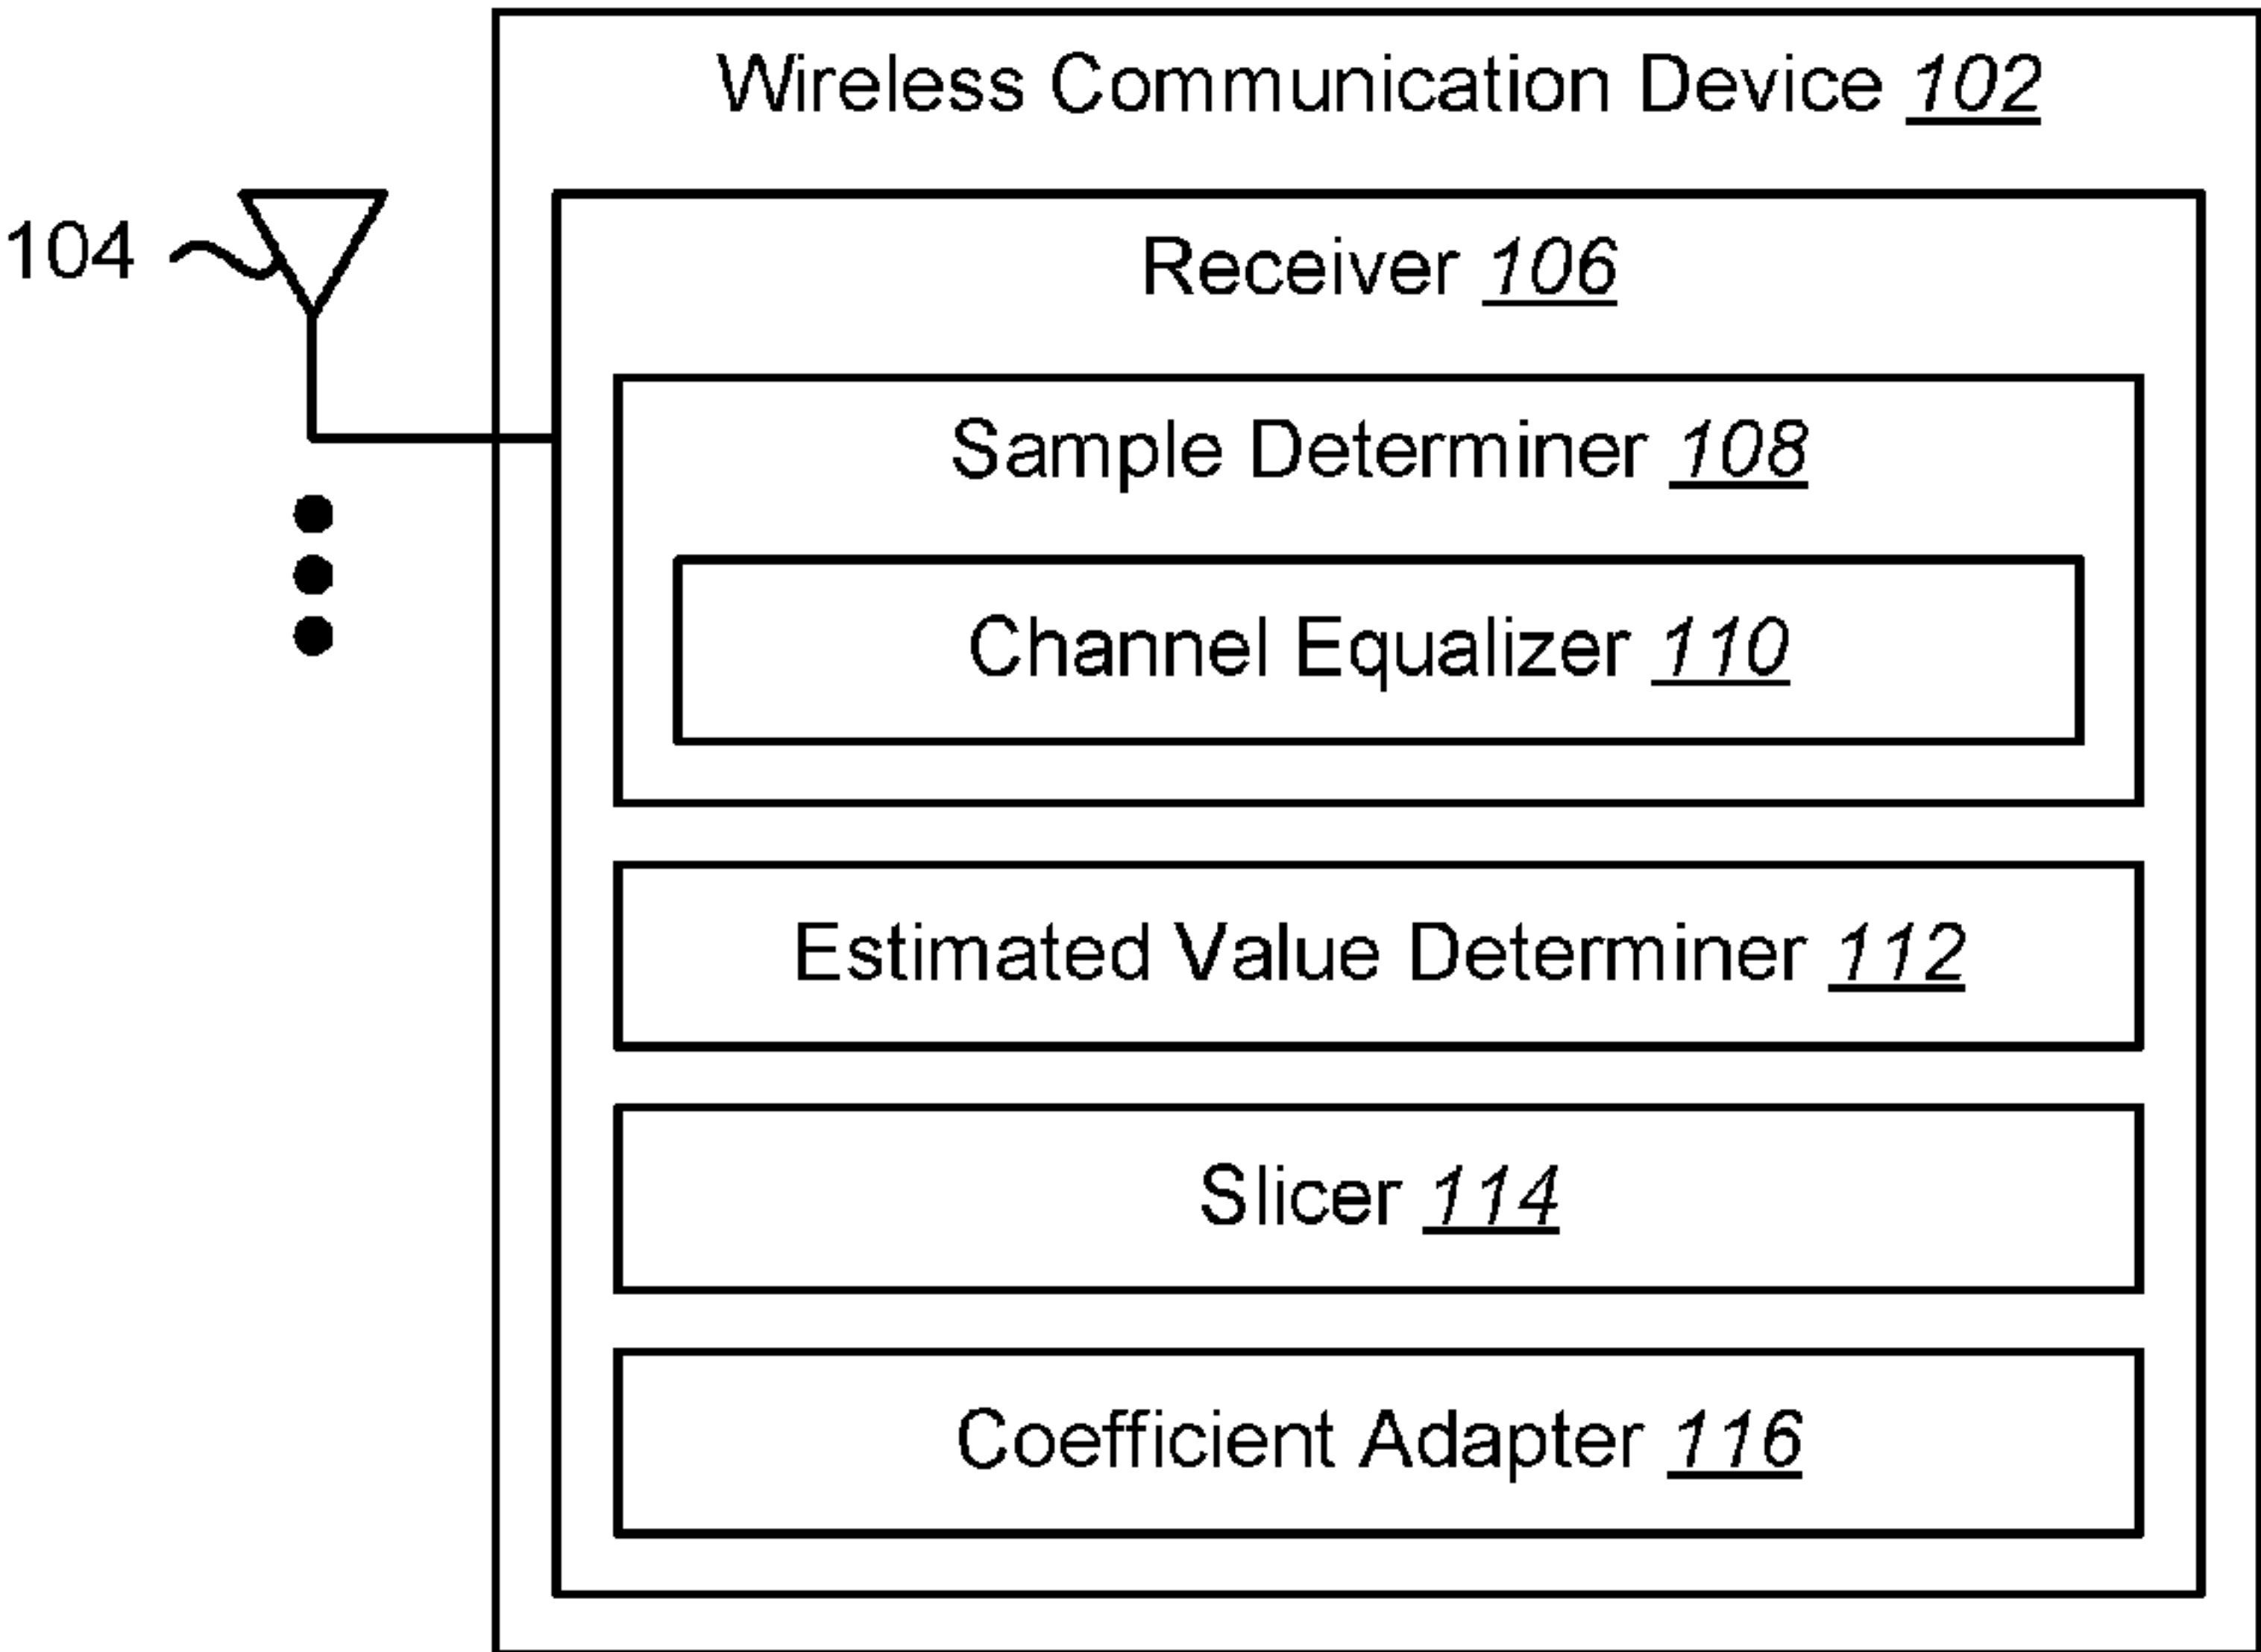 Wireless Communication Device 102
104
Receiver 106
Sample Determiner 108
Channel Equalizer 110
Estimated Value Determiner 112
Slicer 114
Coefficient Adapter 116